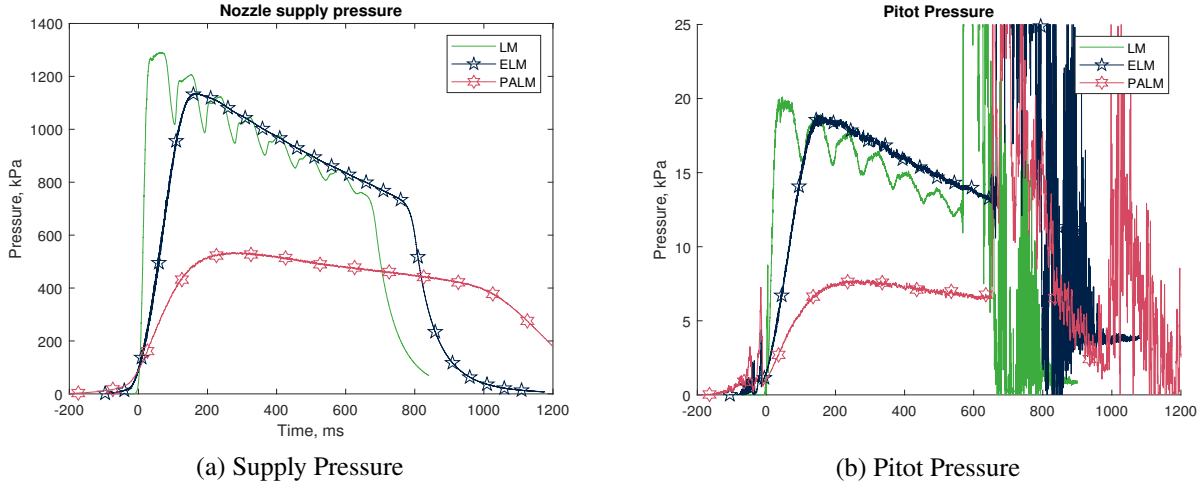 Nozzle supply pressure
1400
1200
1000
800
600
400
200
0
Pressure, kPa
-200 0 200 400 600 800 1000 1200
Time, ms
LM
ELM
PALM
(a) Supply Pressure
Pitot Pressure
25
20
15
10
5
0
Pressure, kPa
-200 0 200 400 600 800 1000 1200
LM
ELM
PALM
(b) Pitot Pressure